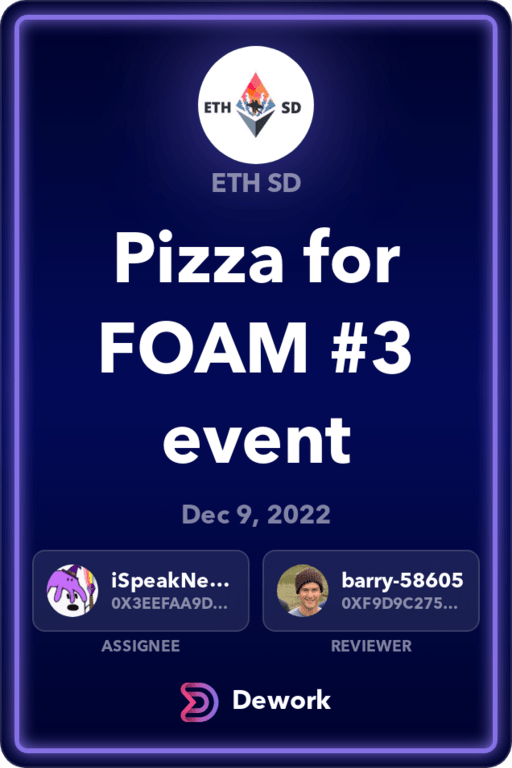 ETH SD
ETH SD
Pizza for
FOAM #3
event
Dec 9, 2022
iSpeakNe...
0X3EEFAA9D...
barry-58605
0XF9D9C275...
ASSIGNEE
REVIEWER
Dework